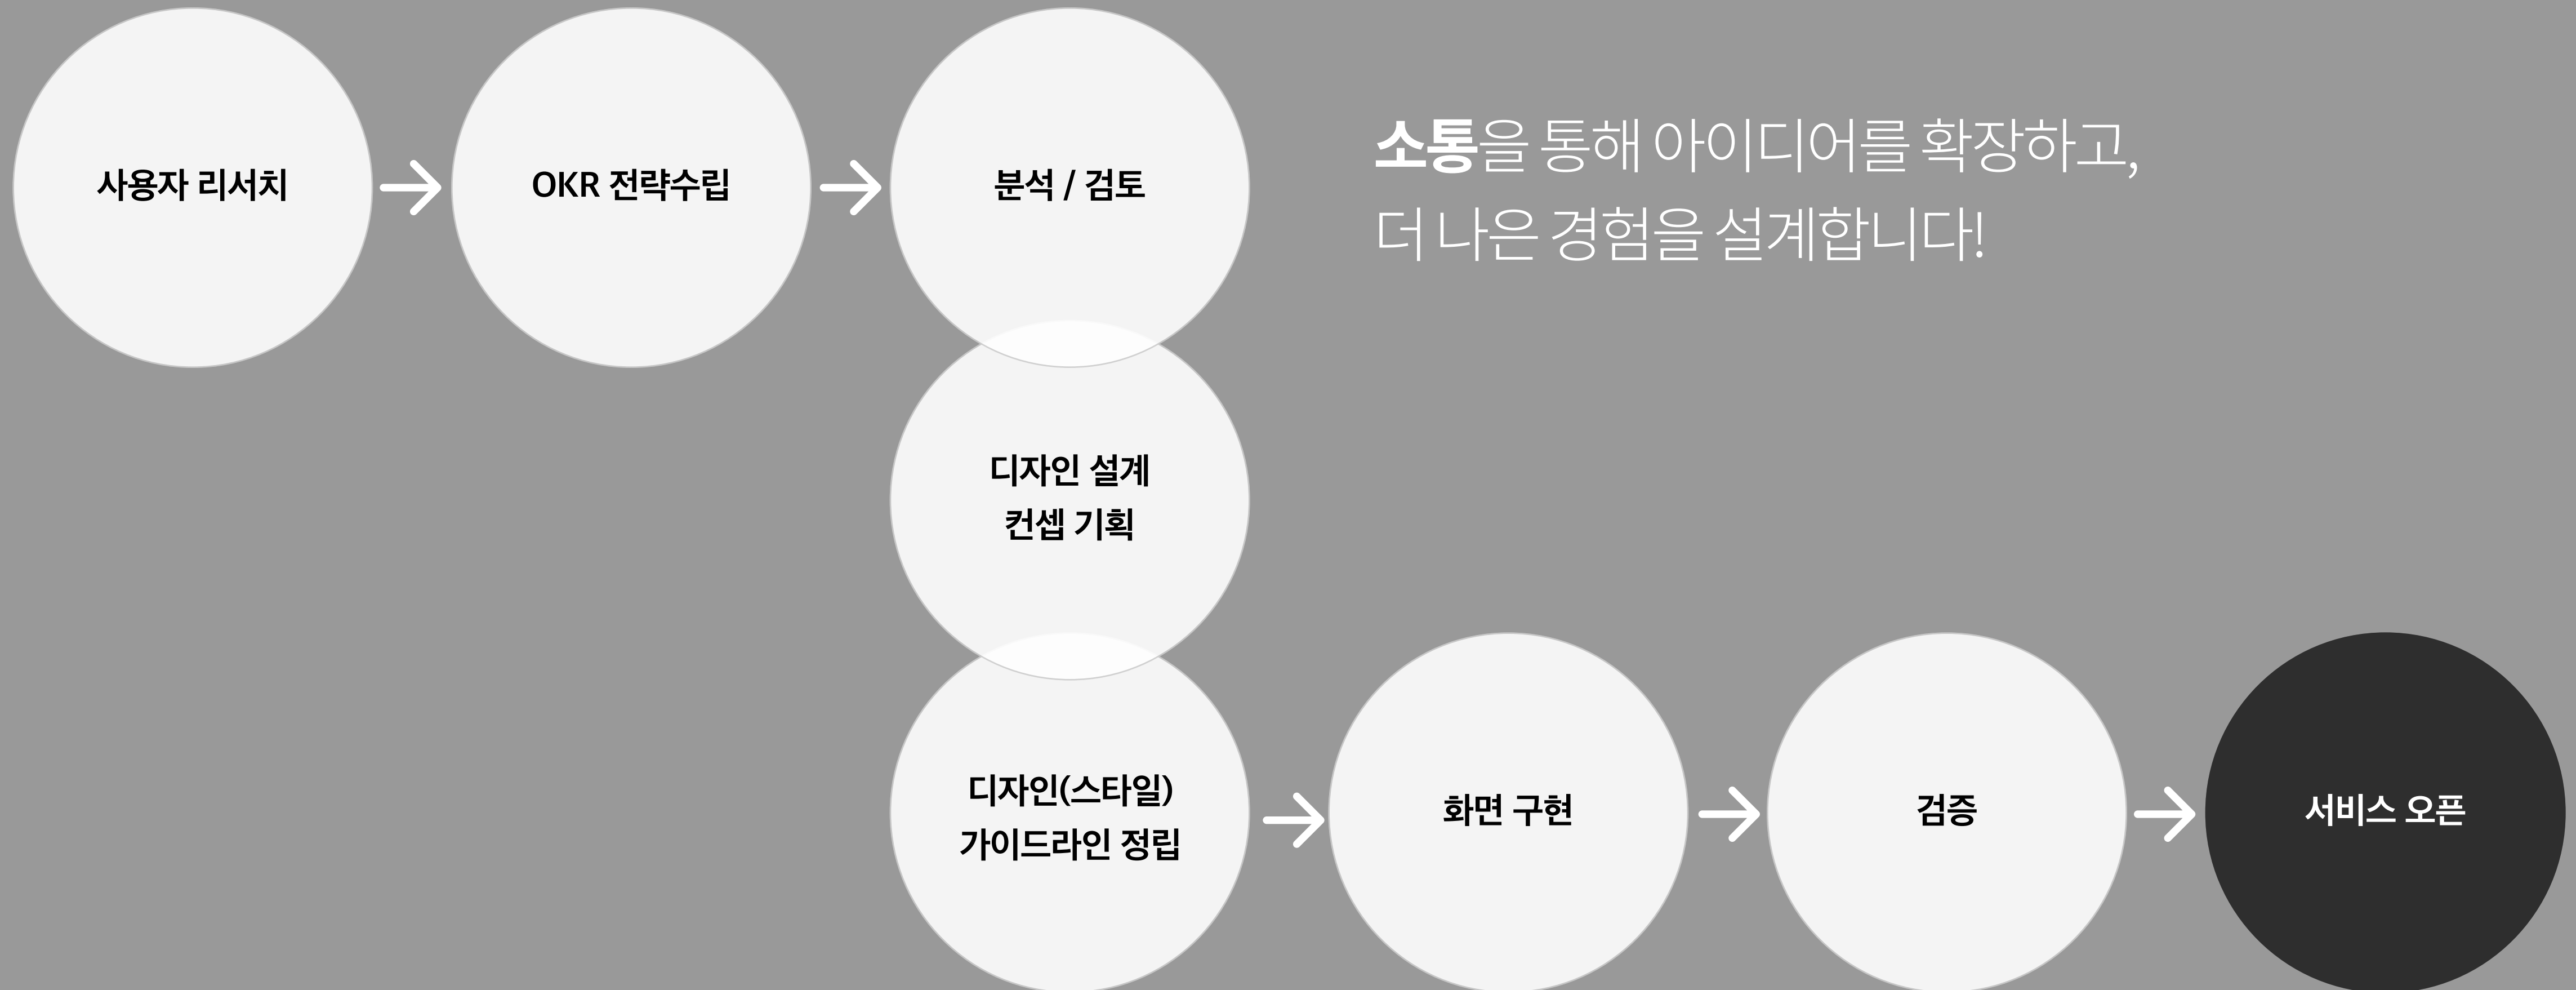 사용자 리서치
OKR 전략수립
분석 / 검토
소통을 통해 아이디어를 확장하고,
더 나은 경험을 설계합니다!
디자인 설계
컨셉 기획
디자인(스타일)
가이드라인 정립
화면 구현
검증
서비스 오픈